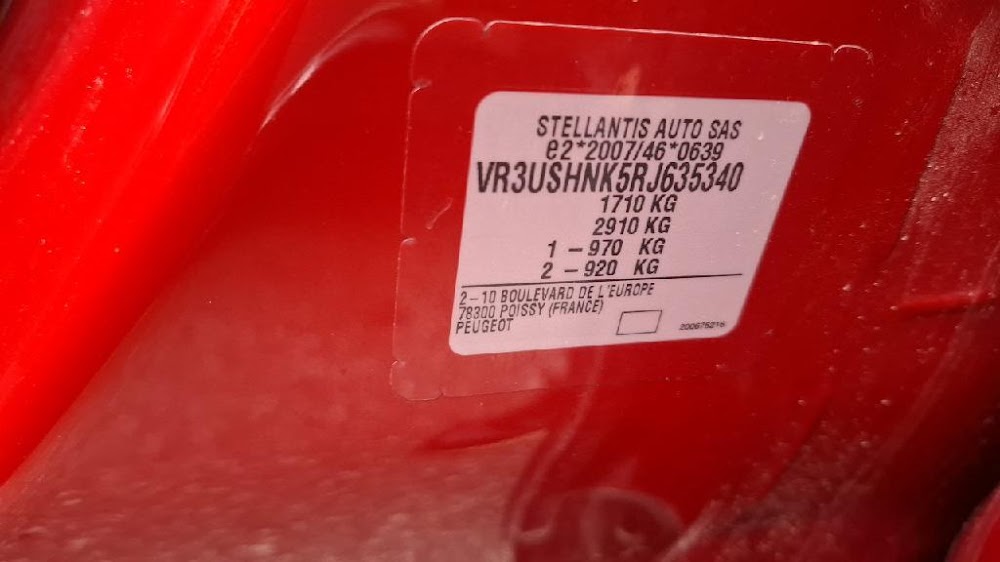 STELLANTIS AUTO SAS
e2*2007/46*0639
VR3USHNK5RJ635340
1710 KG
2910 KG
1 – 970 KG
2 – 920 KG
2 – 10 BOULEVARD DE L'EUROPE
78300 POISSY (FRANCE)
PEUGEOT
200676216